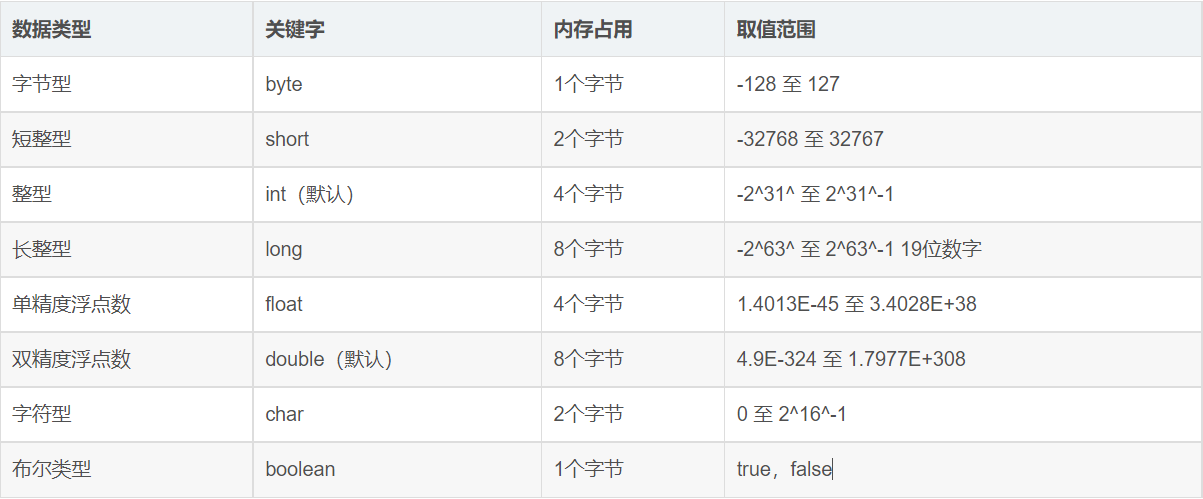 数据类型 关键字 内存占用 取值范围
字节型 byte 1个字节 -128 至 127
短整型 short 2个字节 -32768 至 32767
整型 int（默认） 4个字节 -2^31^ 至 2^31^-1
长整型 long 8个字节 -2^63^ 至 2^63^-1 19位数字
单精度浮点数 float 4个字节 1.4013E-45 至 3.4028E+38
双精度浮点数 double（默认） 8个字节 4.9E-324 至 1.7977E+308
字符型 char 2个字节 0 至 2^16^-1
布尔类型 boolean 1个字节 true，false